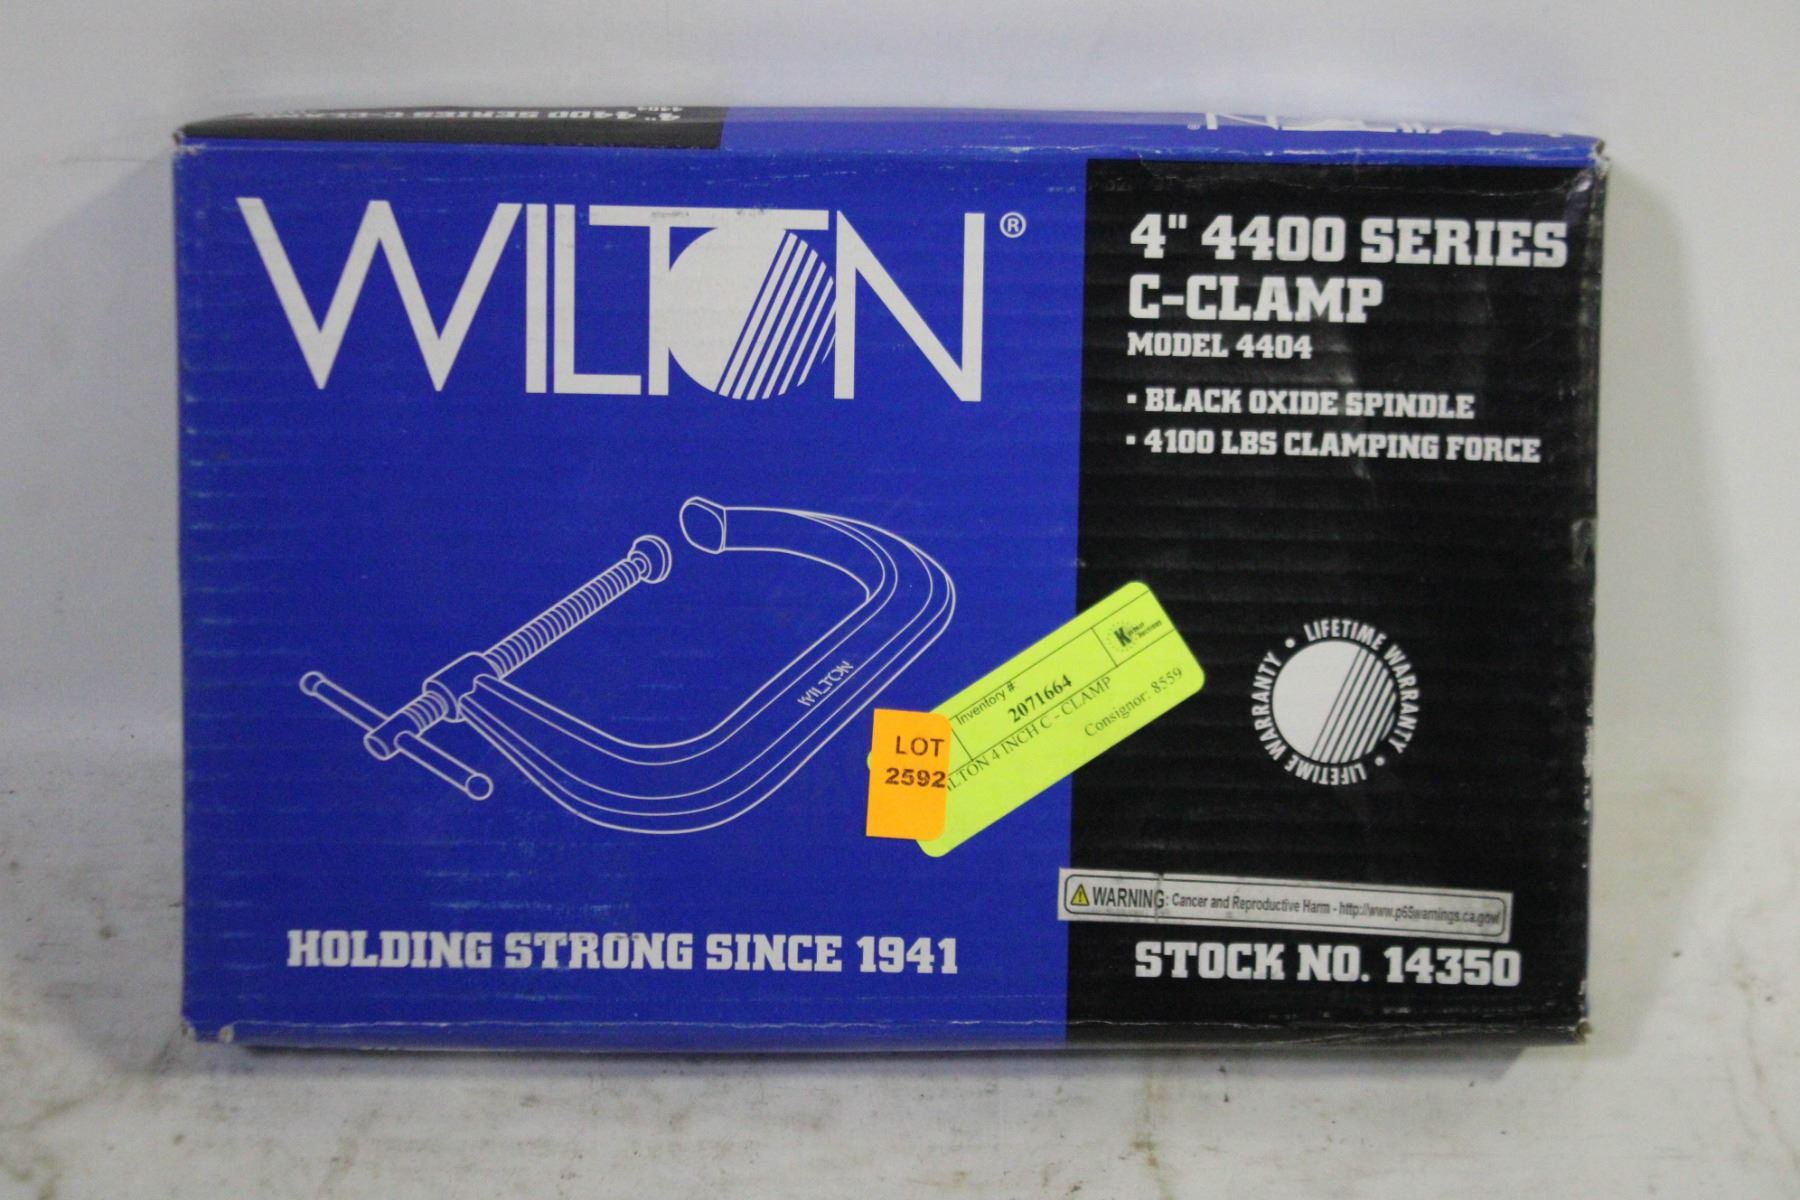 4" 4400 SERIES C-CLAMP
4404
WILTON
WILTON®
4" 4400 SERIES
C-CLAMP
MODEL 4404
▪ BLACK OXIDE SPINDLE
▪ 4100 LBS CLAMPING FORCE
WILTON
LIFETIME WARRANTY • LIFETIME WARRANTY •
Inventory #:
2071664
LTON 4 INCH C - CLAMP
Consignor: 8559
LOT
2592
WARNING: Cancer and Reproductive Harm - http://www.p65warnings.ca.gov/
HOLDING STRONG SINCE 1941
STOCK NO. 14350